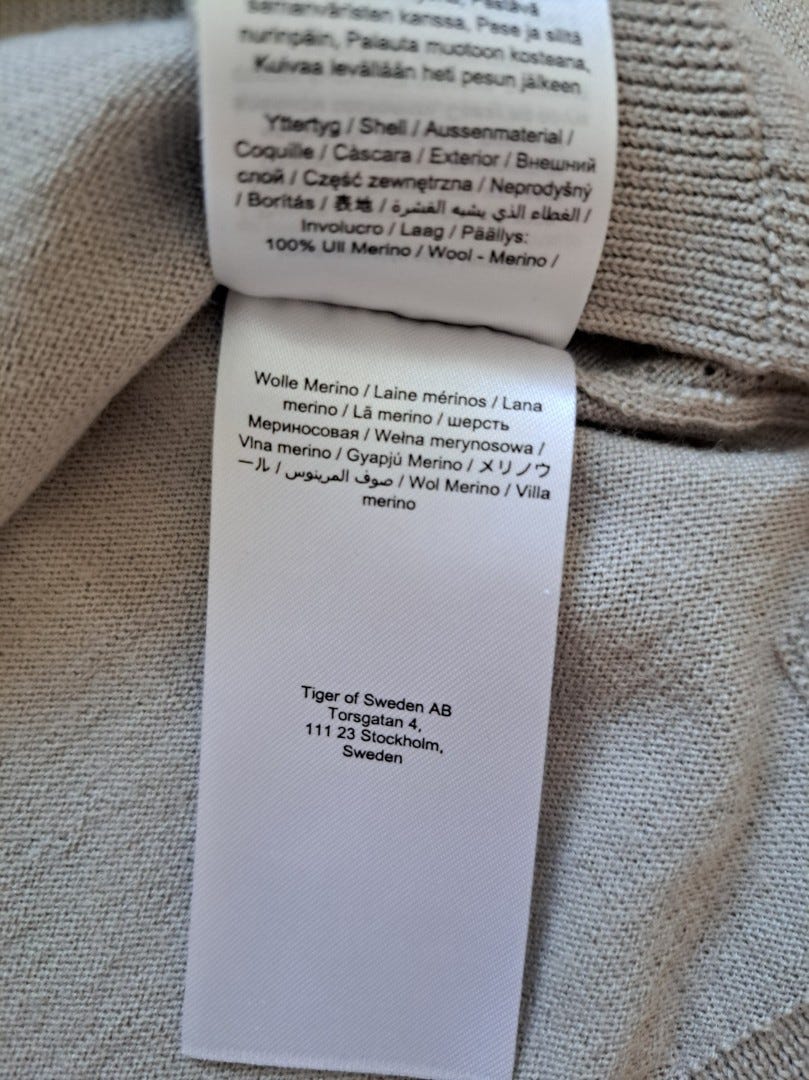 samanväristen kanssa, Pese ja silitä
nurinpäin, Palauta muotoon kosteana,
Kuivaa levällään heti pesun jälkeen
Yttertyg / Shell / Aussenmaterial /
Coquille / Càscara / Exterior / Внешний
слой / Część zewnętrzna / Neprodyšný
/ Borítás / 表地 / الغطاء الذي يشبه القشرة /
Involucro / Laag / Päällys:
100% Ull Merino / Wool - Merino /
Wolle Merino / Laine mérinos / Lana
merino / Lã merino / шерсть
Мериносовая / Wełna merynosowa /
Vlna merino / Gyapjú Merino / メリノウ
ール / صوف المرينوس / Wol Merino / Villa
merino
Tiger of Sweden AB
Torsgatan 4,
111 23 Stockholm,
Sweden